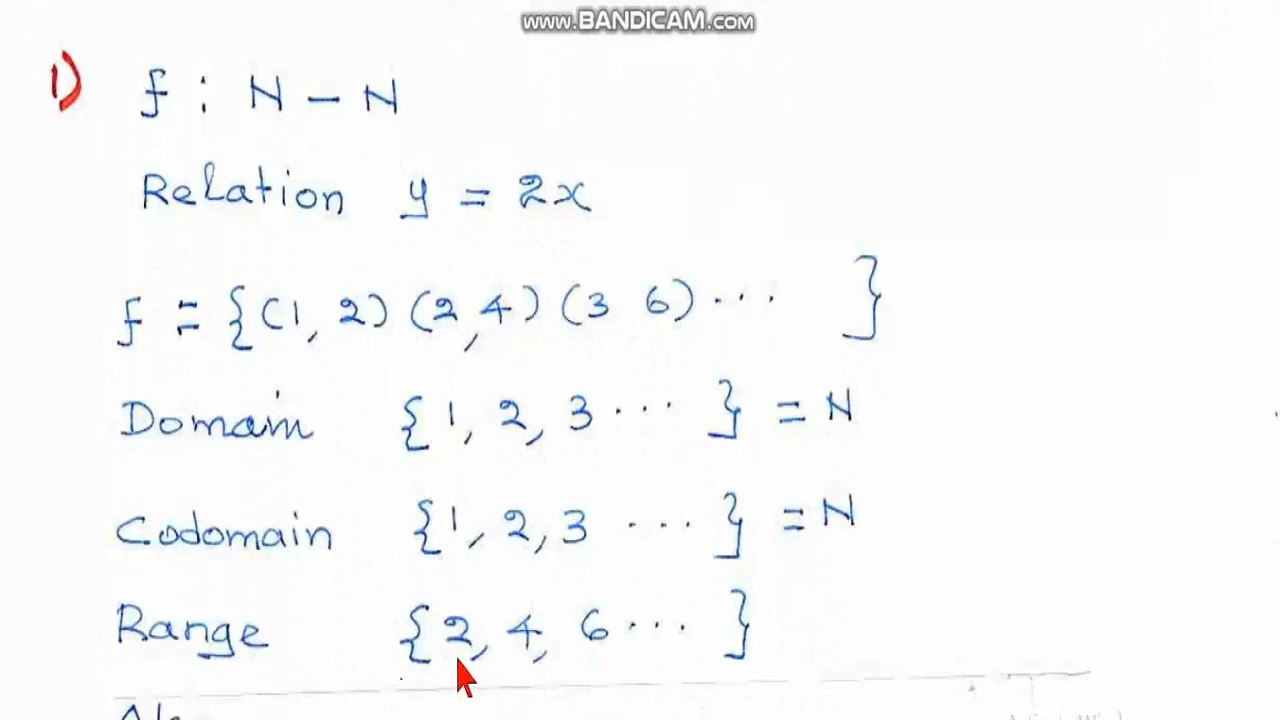 www.BANDICAM.com
1) f : N – N
Relation y = 2x
f = {(1, 2) (2,4) (3 6) ... }
Domain {1, 2, 3 ... } = N
Codomain {1, 2, 3 ... } = N
Range {2, 4, 6 ... }